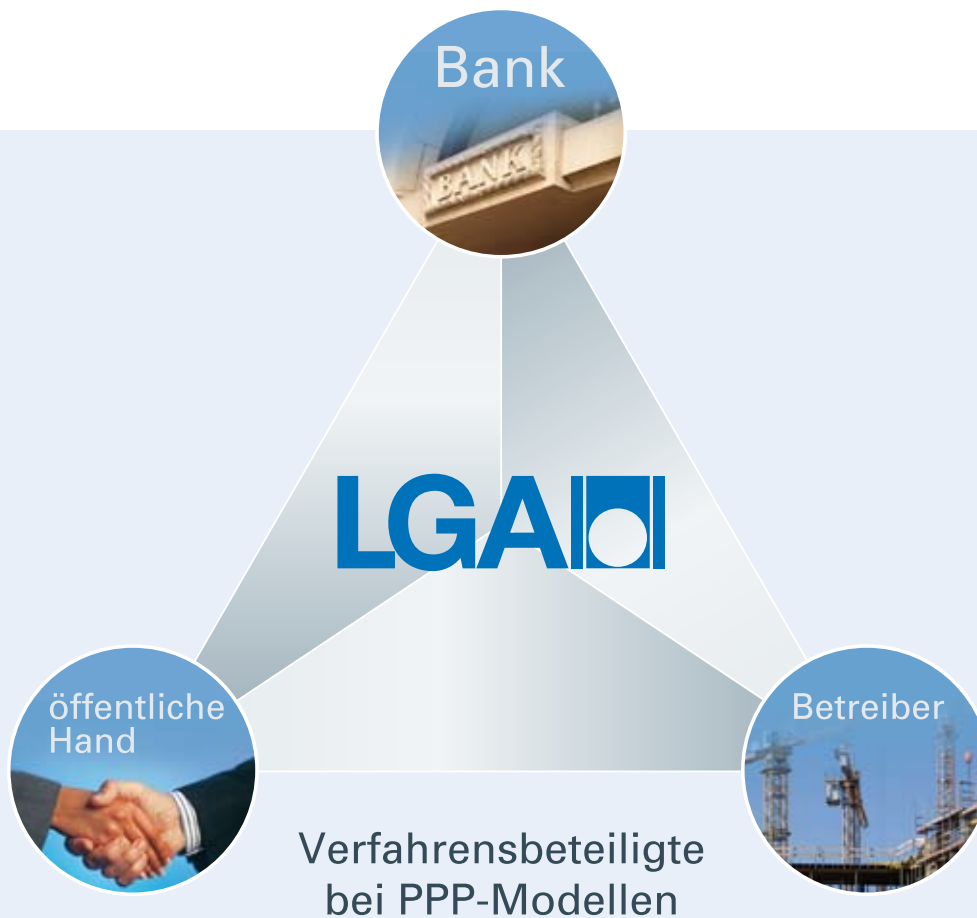 Bank
BANK
LGA
öffentliche
Hand
Betreiber
Verfahrensbeteiligte
bei PPP-Modellen